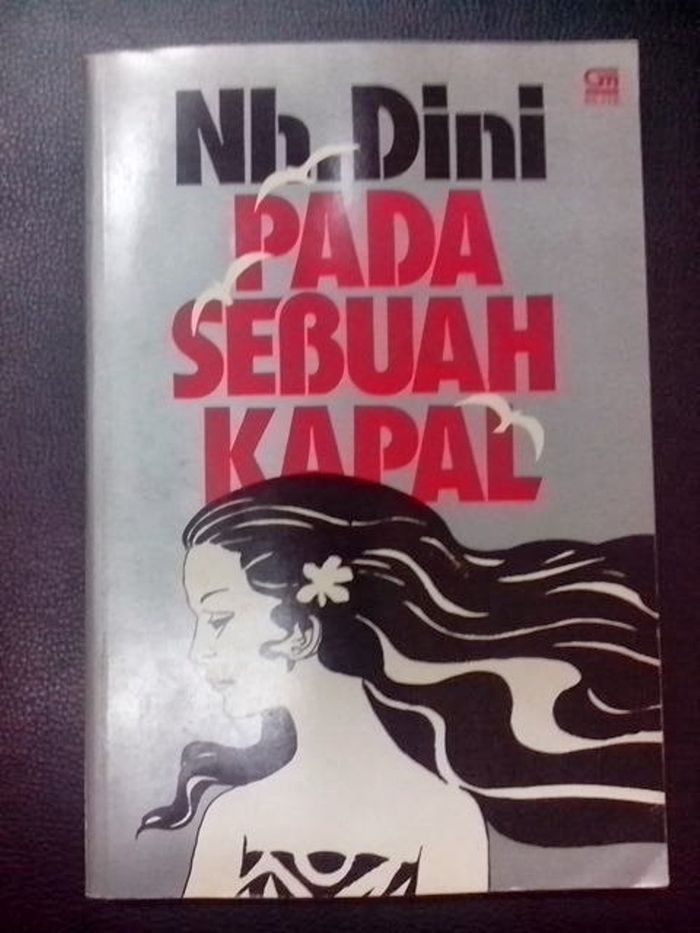 Nh. Dini
PADA
SEBUAH
KAPAL